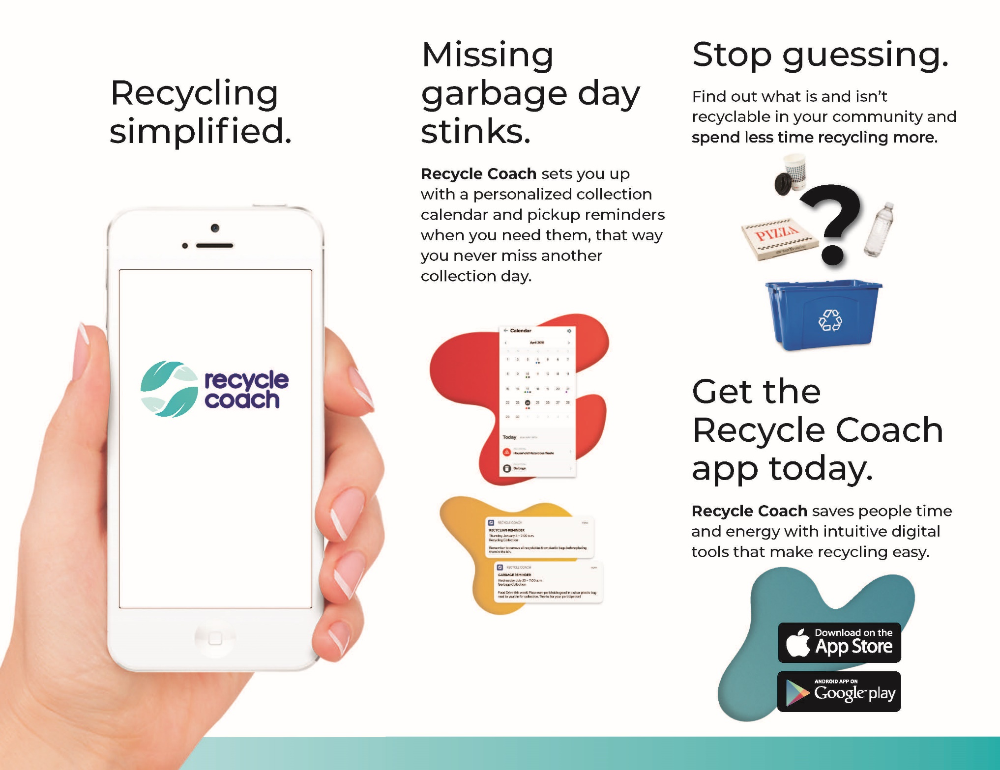 Recycling
simplified.
recycle
coach
Missing
garbage day
stinks.
Recycle Coach sets you up
with a personalized collection
calendar and pickup reminders
when you need them, that way
you never miss another
collection day.
Calendar
April 2018
1 2 3 4 5 6 7
8 9 10 11 12 13 14
15 16 17 18 19 20 21
22 23 24 25 26 27 28
29 30
Today
Household Hazardous Waste
Garbage
RECYCLE COACH now
RECYCLING REMINDER
Thursday, January 4 – 7:00 a.m.
Recycling Collection
Remember to remove all recyclables from plastic bags before placing
them in the bin.
RECYCLE COACH now
GARBAGE REMINDER
Wednesday, July 23 – 7:00 a.m.
Garbage Collection
Food Drive this week! Place non-perishable good in a clear plastic bag
next to you bin for collection. Thanks for your participation!
Stop guessing.
Find out what is and isn't
recyclable in your community and
spend less time recycling more.
PIZZA
?
Get the
Recycle Coach
app today.
Recycle Coach saves people time
and energy with intuitive digital
tools that make recycling easy.
Download on the
App Store
ANDROID APP ON
Google play